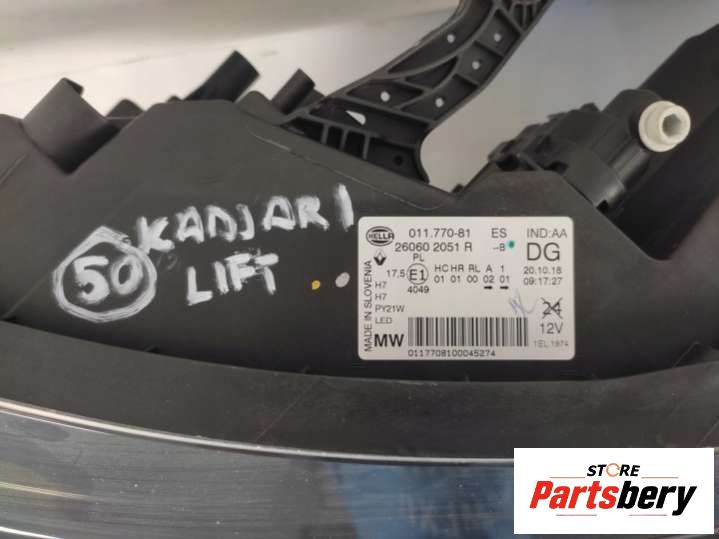 KADJAR I
LIFT
50
HELLA
011.770-81 ES IND:AA
26060 2051 R -B DG
PL
17,5 E1 HC HR RL A 1 20.10.18
01 01 00 02 01 09:17:27
4049
H7
H7
PY21W
LED
24
12V
MADE IN SLOVENIA
MW
0117708100045274
1EL.1974
STORE
Partsbery